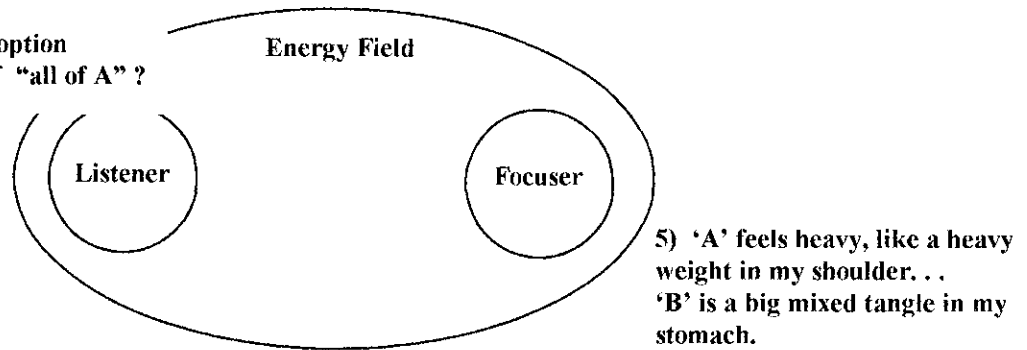 option
"all of A" ?
Energy Field
Listener
Focuser
5) ‘A’ feels heavy, like a heavy
weight in my shoulder. . .
‘B’ is a big mixed tangle in my
stomach.